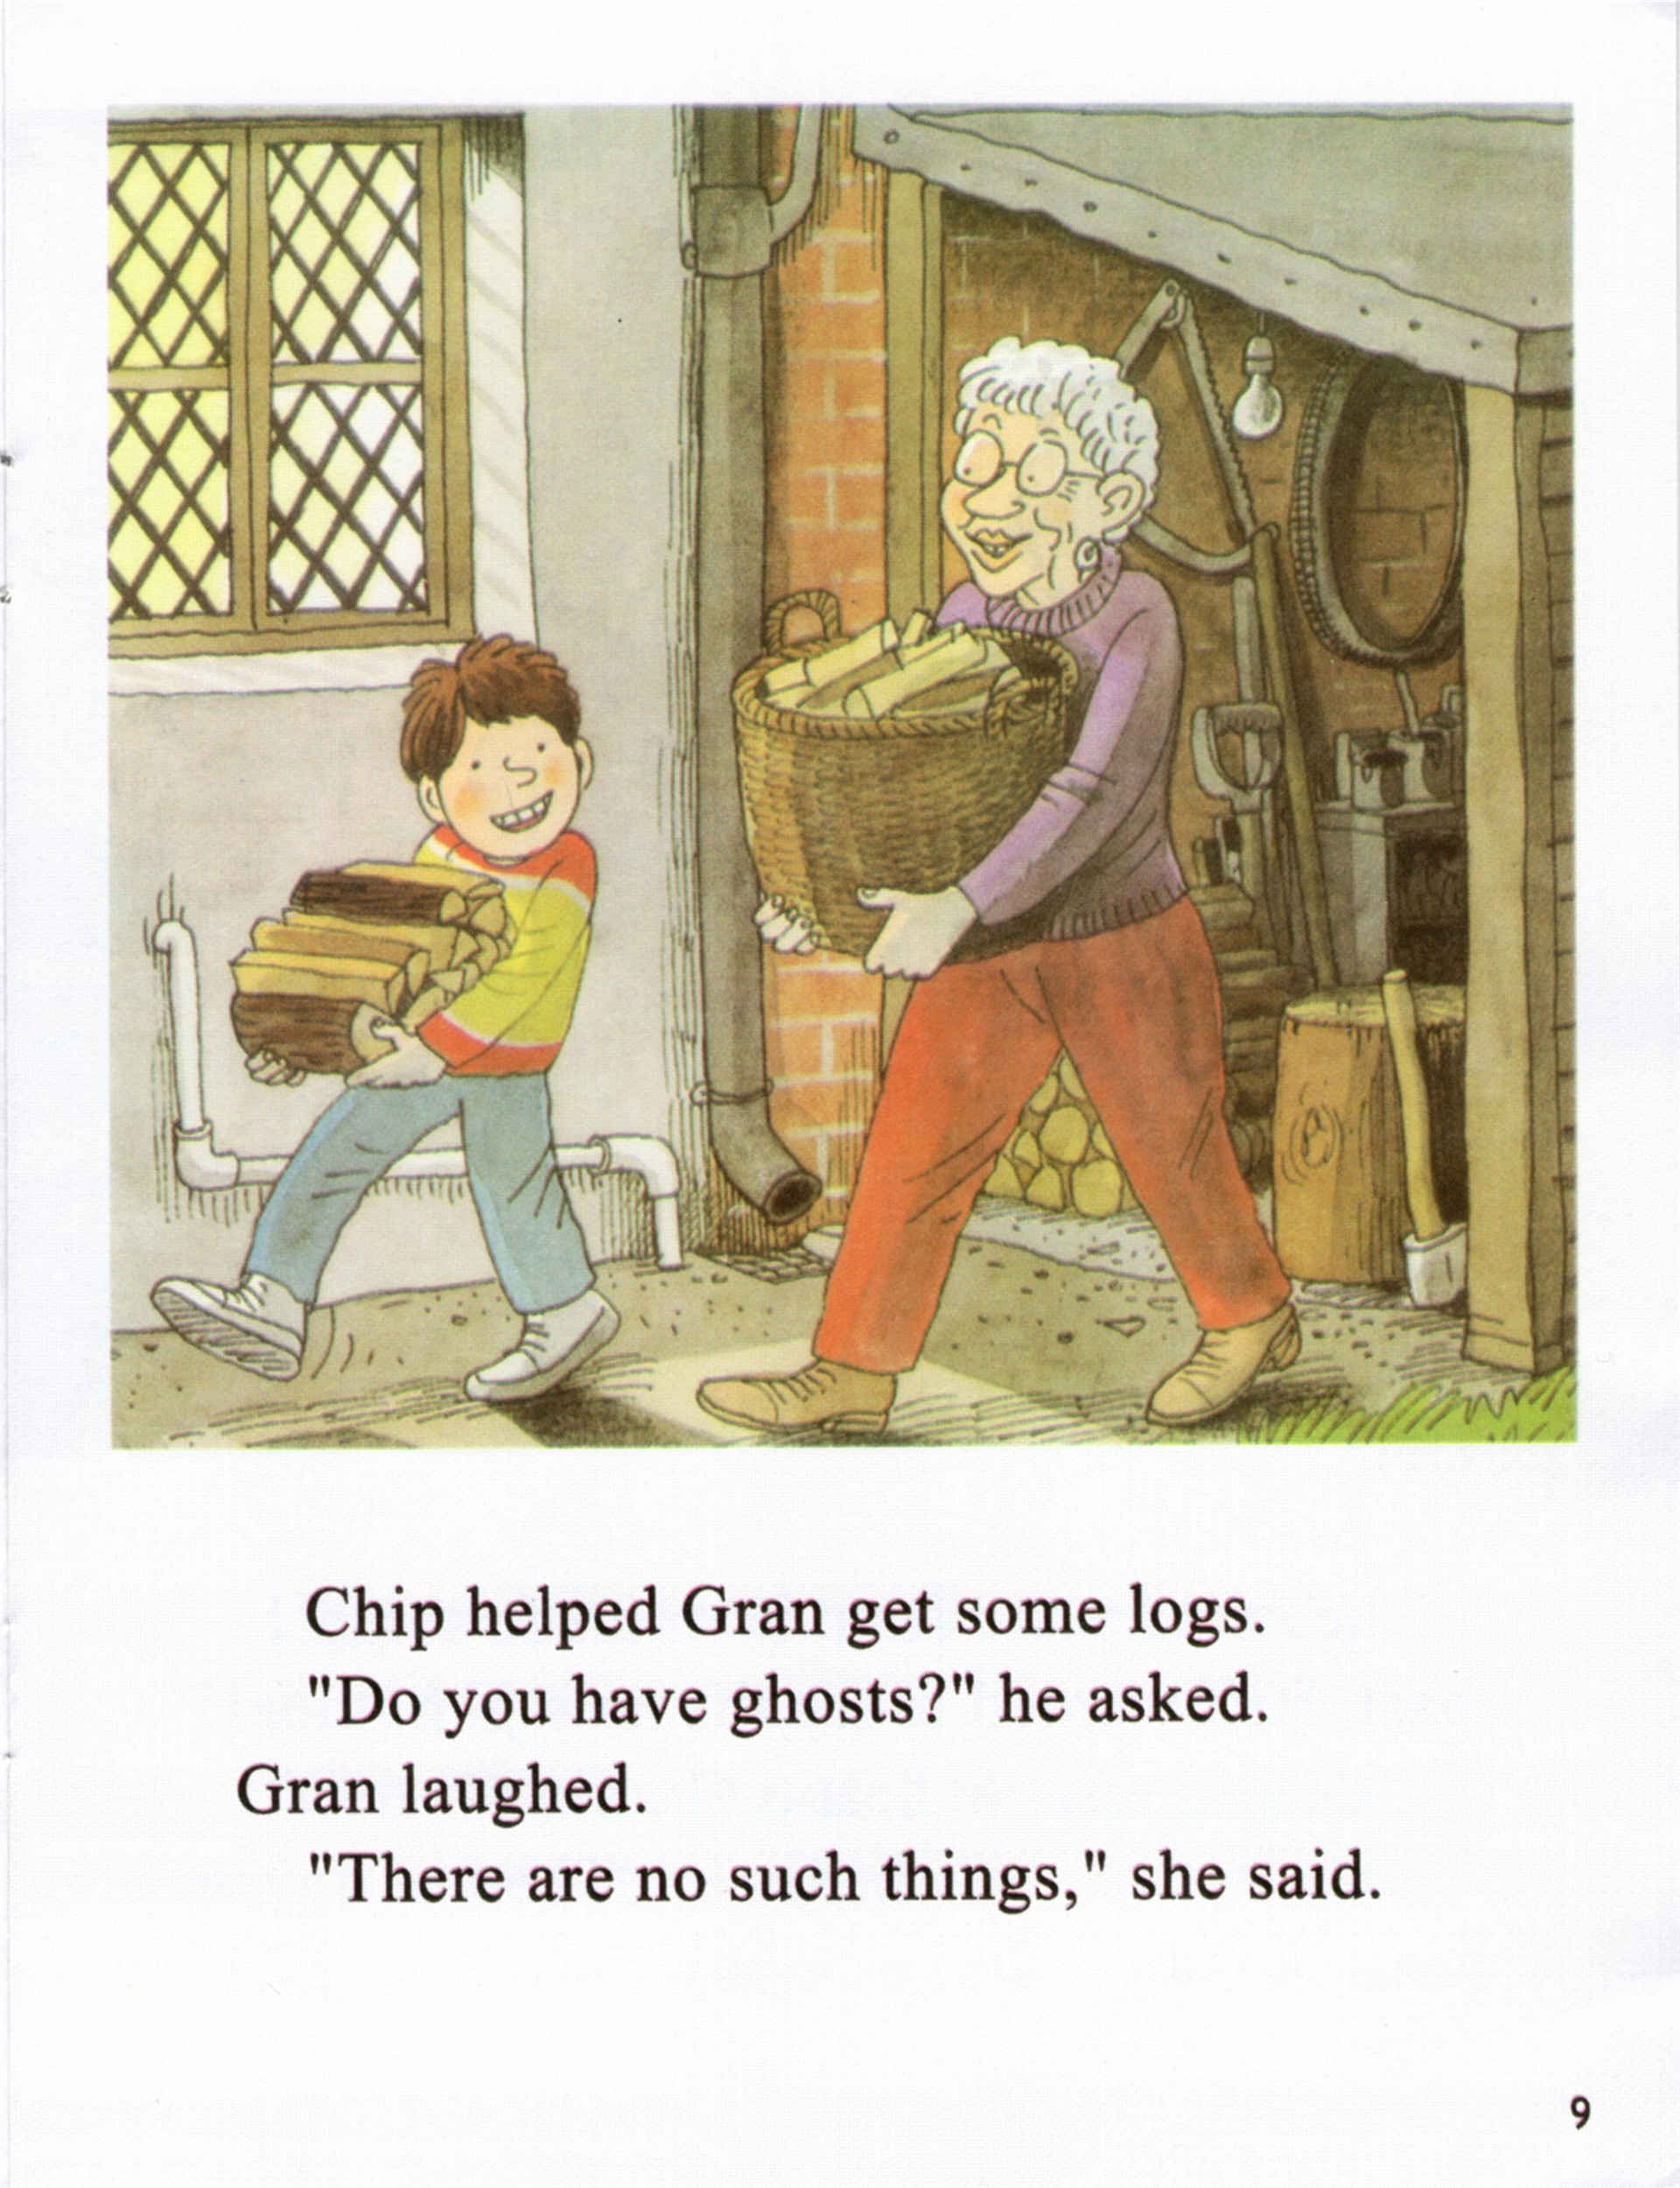 Chip helped Gran get some logs.
"Do you have ghosts?" he asked.
Gran laughed.
"There are no such things," she said.
9